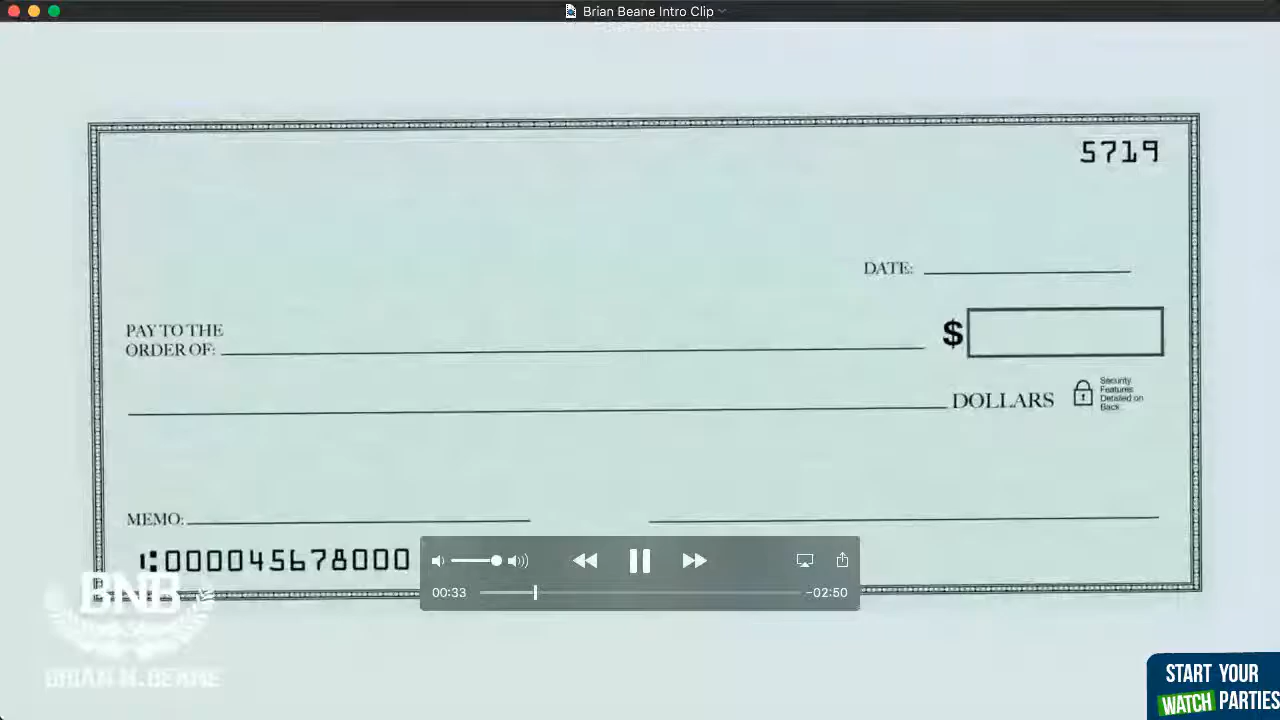 Brian Beane Intro Clip
5719
DATE:
PAY TO THE
ORDER OF:
$
DOLLARS
Security
Features
Detailed on
Back
MEMO:
⑆000045678000
BNB
BRIAN N. BEANE
00:33
-02:50
START YOUR
WATCH PARTIES